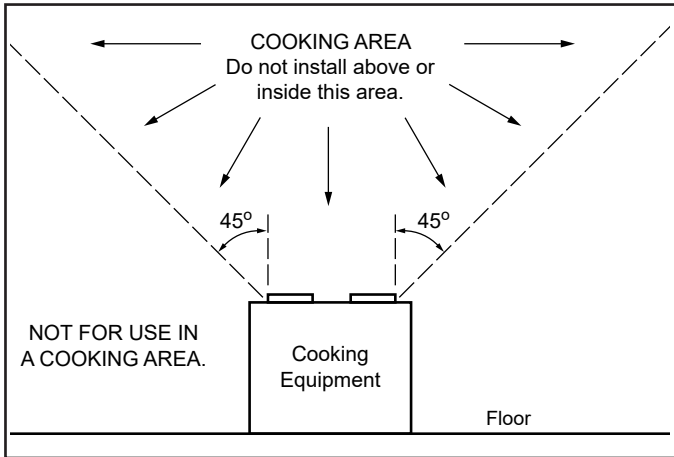 COOKING AREA
Do not install above or
inside this area.
45º
45º
NOT FOR USE IN
A COOKING AREA.
Cooking
Equipment
Floor